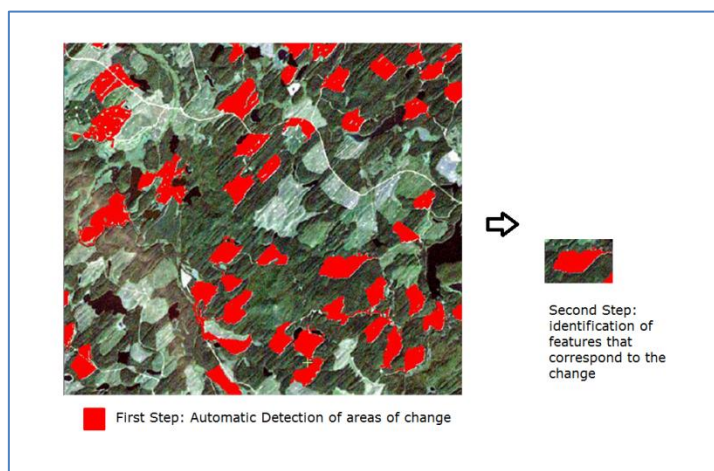 Second Step:
identification of
features that
correspond to the
change
First Step: Automatic Detection of areas of change